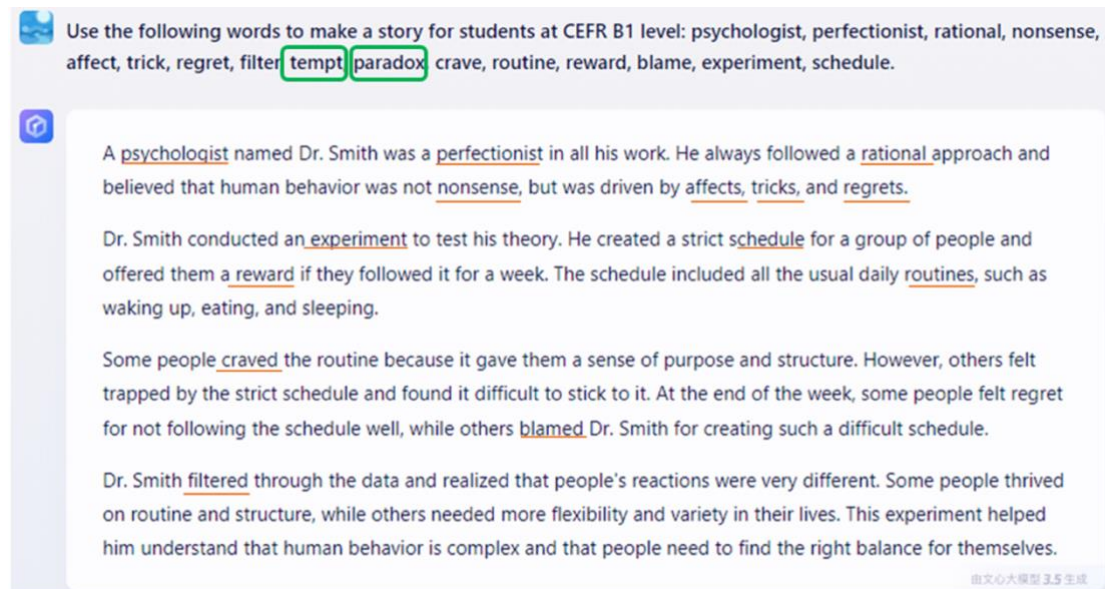 Use the following words to make a story for students at CEFR B1 level: psychologist, perfectionist, rational, nonsense,
affect, trick, regret, filter tempt paradox crave, routine, reward, blame, experiment, schedule.
A psychologist named Dr. Smith was a perfectionist in all his work. He always followed a rational approach and
believed that human behavior was not nonsense, but was driven by affects, tricks, and regrets.
Dr. Smith conducted an experiment to test his theory. He created a strict schedule for a group of people and
offered them a reward if they followed it for a week. The schedule included all the usual daily routines, such as
waking up, eating, and sleeping.
Some people craved the routine because it gave them a sense of purpose and structure. However, others felt
trapped by the strict schedule and found it difficult to stick to it. At the end of the week, some people felt regret
for not following the schedule well, while others blamed Dr. Smith for creating such a difficult schedule.
Dr. Smith filtered through the data and realized that people's reactions were very different. Some people thrived
on routine and structure, while others needed more flexibility and variety in their lives. This experiment helped
him understand that human behavior is complex and that people need to find the right balance for themselves.
由文心大模型 3.5 生成